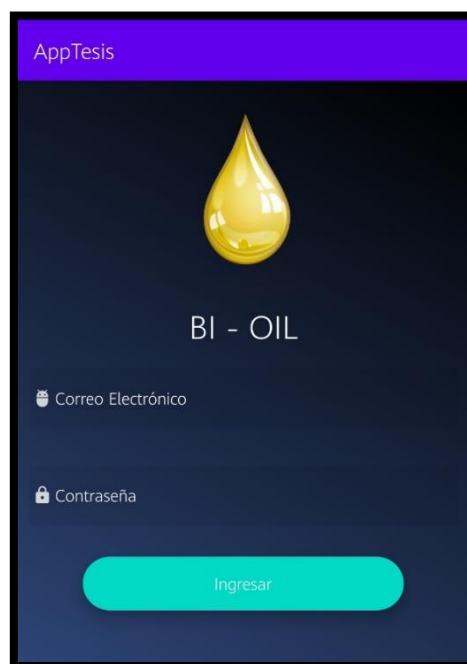 AppTesis
BI - OIL
Correo Electrónico
Contraseña
Ingresar